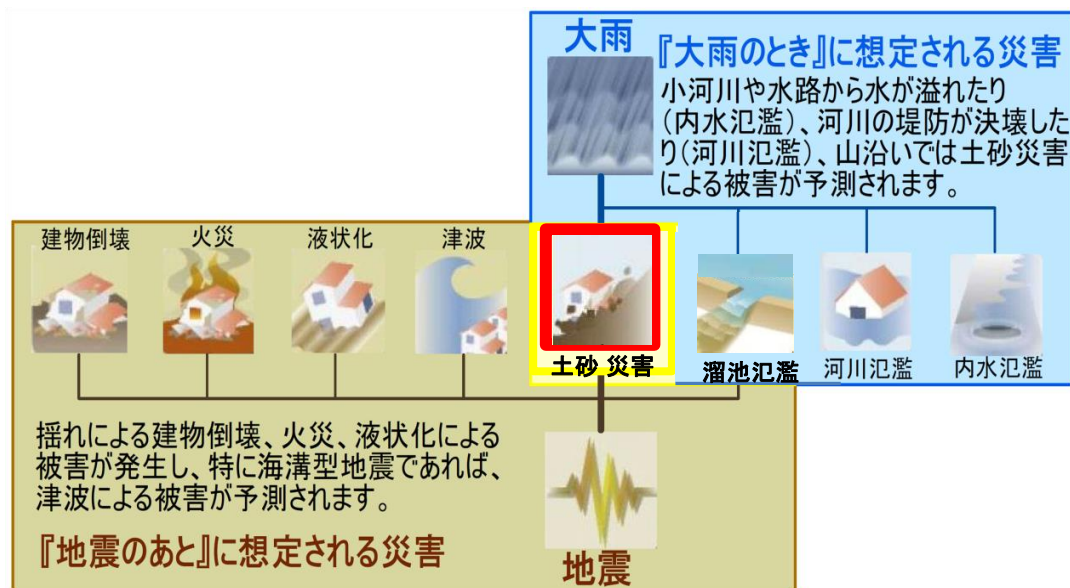 大雨
『大雨のとき』に想定される災害
小河川や水路から水が溢れたり
(内水氾濫)、河川の堤防が決壊した
り(河川氾濫)、山沿いでは土砂災害
による被害が予測されます。
建物倒壊
火災
液状化
津波
土砂 災害
溜池氾濫
河川氾濫
内水氾濫
揺れによる建物倒壊、火災、液状化による
被害が発生し、特に海溝型地震であれば、
津波による被害が予測されます。
『地震のあと』に想定される災害
地震